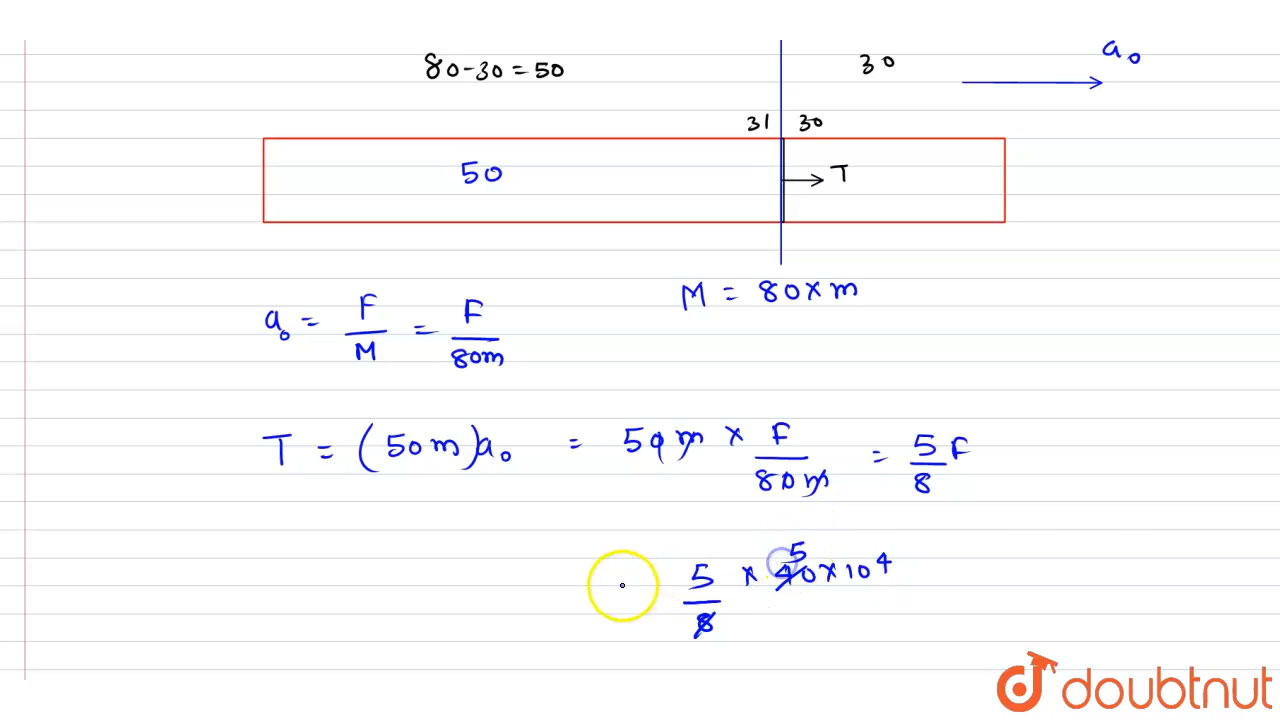 80-30=50 30 a₀
31 30
50 T
M = 80×m
a₀ = F/M = F/80m
T = (50m)a₀ = 50m × F/80m = 5/8 F
5
5/8 × 40×10⁴
doubtnut